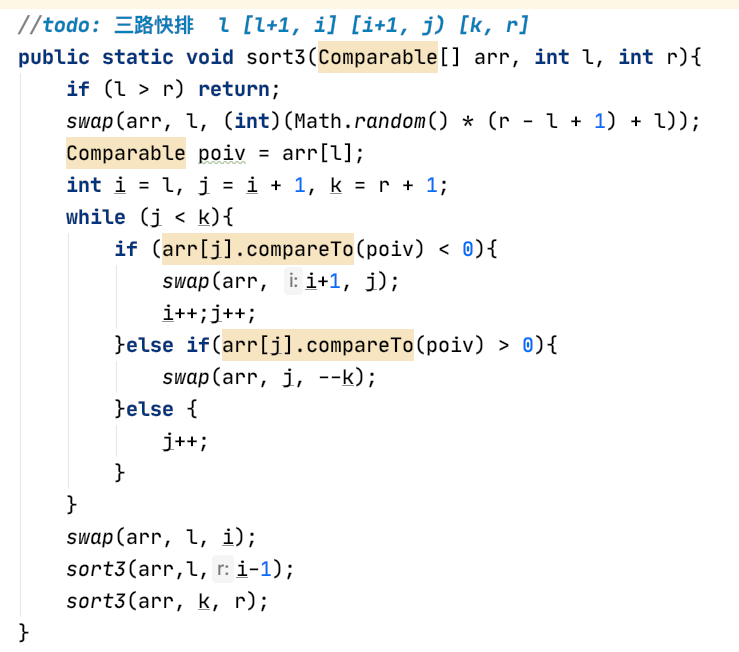 //todo: 三路快排  l [l+1, i] [i+1, j) [k, r]
public static void sort3(Comparable[] arr, int l, int r){
    if (l > r) return;
    swap(arr, l, (int)(Math.random() * (r - l + 1) + l));
    Comparable poiv = arr[l];
    int i = l, j = i + 1, k = r + 1;
    while (j < k){
        if (arr[j].compareTo(poiv) < 0){
            swap(arr, i: i+1, j);
            i++;j++;
        }else if(arr[j].compareTo(poiv) > 0){
            swap(arr, j, --k);
        }else {
            j++;
        }
    }
    swap(arr, l, i);
    sort3(arr,l, r: i-1);
    sort3(arr, k, r);
}